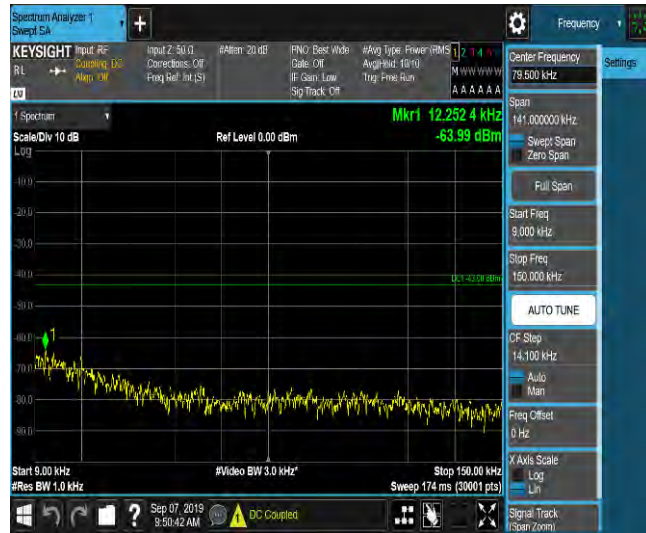 Spectrum Analyzer 1
Swept SA
Frequency
KEYSIGHT
Input: RF
Coupling: DC
Align: Off
Input Z: 50 Ω
Corrections: Off
Freq Ref: Int (S)
#Atten: 20 dB
PNO: Best Wide
Gate: Off
IF Gain: Low
Sig Track: Off
#Avg Type: Power (RMS
Avg|Hold: 10/10
Trig: Free Run
M W W W W W
A A A A A A
RL
Settings
Center Frequency
79.500 kHz
Span
141.000000 kHz
Swept Span
Zero Span
Full Span
Start Freq
9.000 kHz
Stop Freq
150.000 kHz
AUTO TUNE
CF Step
14.100 kHz
Auto
Man
Freq Offset
0 Hz
X Axis Scale
Log
Lin
Signal Track
(Span Zoom)
1 Spectrum
Mkr1 12.252 4 kHz
Scale/Div 10 dB
Ref Level 0.00 dBm
-63.99 dBm
Log
-10.0
-20.0
-30.0
-40.0
DL1 -43.00 dBm
-50.0
-60.0
1
-70.0
-80.0
-90.0
Start 9.00 kHz
#Video BW 3.0 kHz*
Stop 150.00 kHz
#Res BW 1.0 kHz
Sweep 174 ms (30001 pts)
?
Sep 07, 2019
9:50:42 AM
DC Coupled